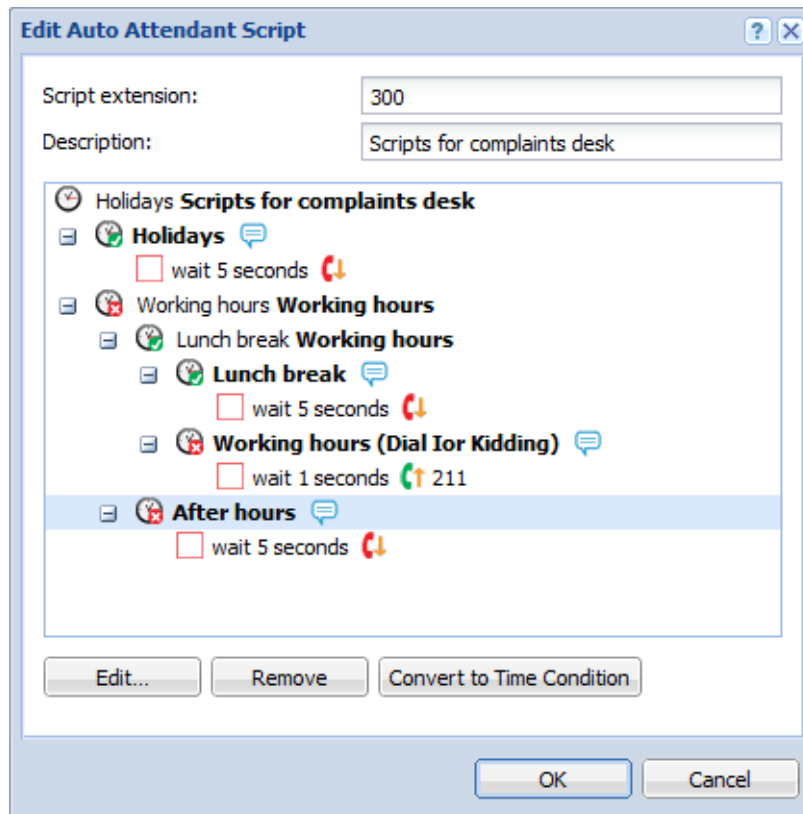 Edit Auto Attendant Script
?
Script extension: 300
Description: Scripts for complaints desk
Holidays Scripts for complaints desk
Holidays
wait 5 seconds
Working hours Working hours
Lunch break Working hours
Lunch break
wait 5 seconds
Working hours (Dial Ior Kidding)
wait 1 seconds 211
After hours
wait 5 seconds
Edit... Remove Convert to Time Condition
OK Cancel